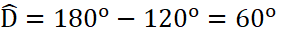 D̂ = 180º − 120º = 60º